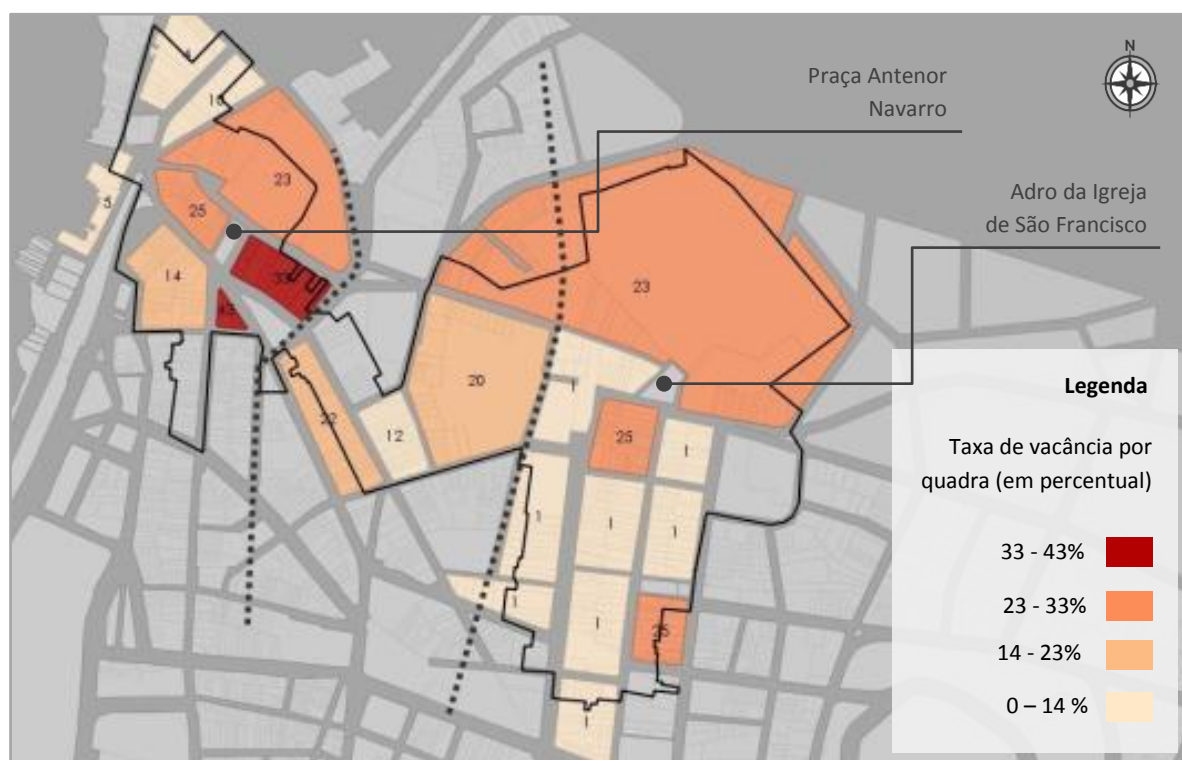 N
Praça Antenor
Navarro
Adro da Igreja
de São Francisco
23
25
5
14
23
20
22
12
1
25
1
1
1
1
1
1
25
1
Legenda
Taxa de vacância por
quadra (em percentual)
33 - 43%
23 - 33%
14 - 23%
0 – 14 %